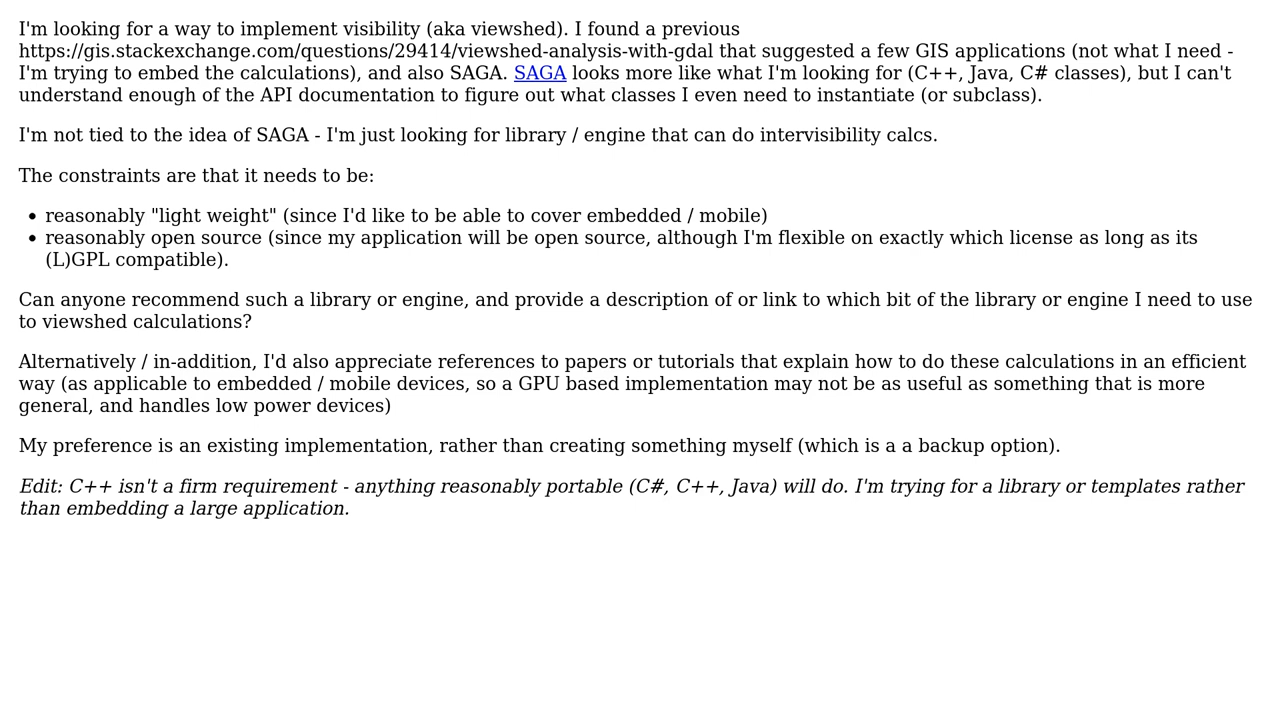 I'm looking for a way to implement visibility (aka viewshed). I found a previous
https://gis.stackexchange.com/questions/29414/viewshed-analysis-with-gdal that suggested a few GIS applications (not what I need -
I'm trying to embed the calculations), and also SAGA. SAGA looks more like what I'm looking for (C++, Java, C# classes), but I can't
understand enough of the API documentation to figure out what classes I even need to instantiate (or subclass).
I'm not tied to the idea of SAGA - I'm just looking for library / engine that can do intervisibility calcs.
The constraints are that it needs to be:
• reasonably "light weight" (since I'd like to be able to cover embedded / mobile)
• reasonably open source (since my application will be open source, although I'm flexible on exactly which license as long as its
(L)GPL compatible).
Can anyone recommend such a library or engine, and provide a description of or link to which bit of the library or engine I need to use
to viewshed calculations?
Alternatively / in-addition, I'd also appreciate references to papers or tutorials that explain how to do these calculations in an efficient
way (as applicable to embedded / mobile devices, so a GPU based implementation may not be as useful as something that is more
general, and handles low power devices)
My preference is an existing implementation, rather than creating something myself (which is a a backup option).
Edit: C++ isn't a firm requirement - anything reasonably portable (C#, C++, Java) will do. I'm trying for a library or templates rather
than embedding a large application.